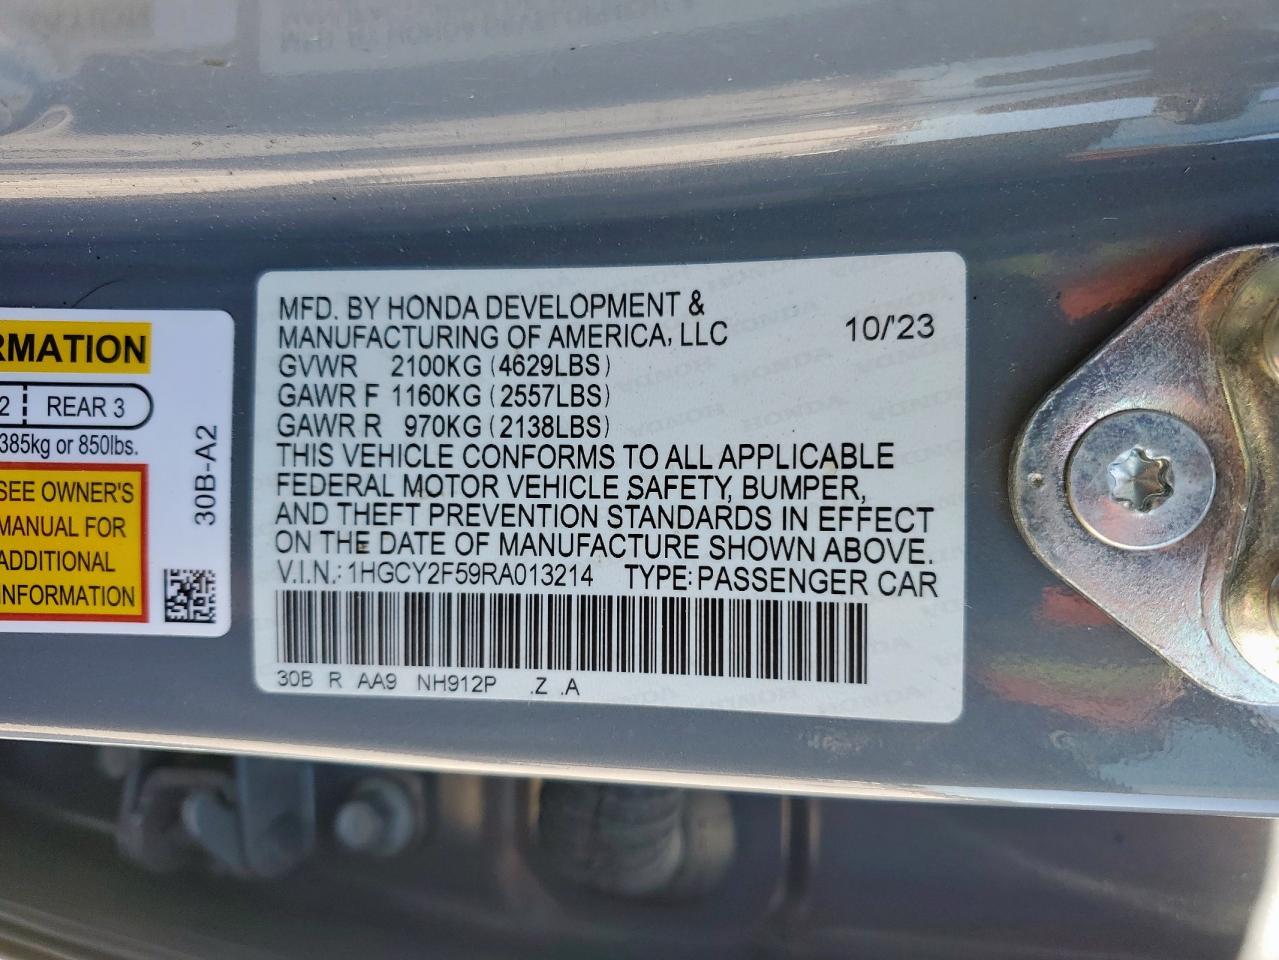 RMATION
2 REAR 3
385kg or 850lbs.
SEE OWNER'S
MANUAL FOR
ADDITIONAL
INFORMATION
30B-A2
MFD. BY HONDA DEVELOPMENT &
MANUFACTURING OF AMERICA, LLC 10/'23
GVWR 2100KG (4629LBS)
GAWR F 1160KG (2557LBS)
GAWR R 970KG (2138LBS)
THIS VEHICLE CONFORMS TO ALL APPLICABLE
FEDERAL MOTOR VEHICLE SAFETY, BUMPER,
AND THEFT PREVENTION STANDARDS IN EFFECT
ON THE DATE OF MANUFACTURE SHOWN ABOVE.
V.I.N.: 1HGCY2F59RA013214 TYPE: PASSENGER CAR
30B R AA9 NH912P .Z .A